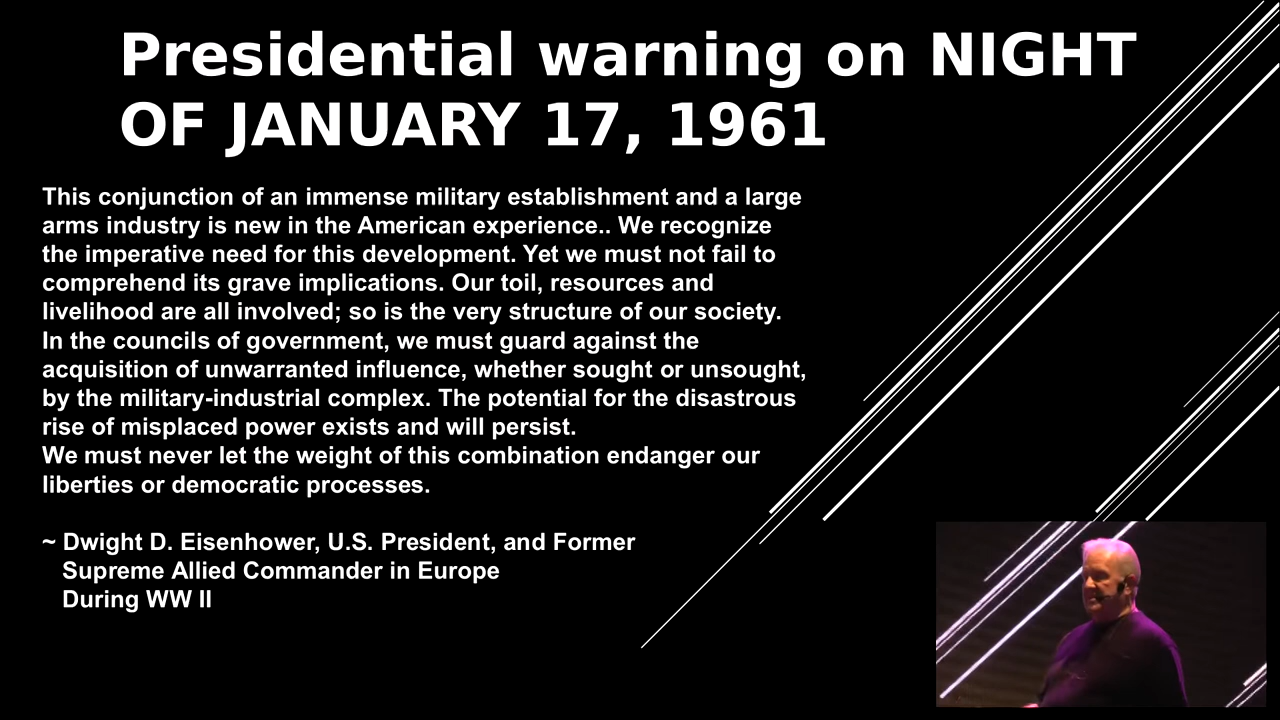 Presidential warning on NIGHT
OF JANUARY 17, 1961
This conjunction of an immense military establishment and a large
arms industry is new in the American experience.. We recognize
the imperative need for this development. Yet we must not fail to
comprehend its grave implications. Our toil, resources and
livelihood are all involved; so is the very structure of our society.
In the councils of government, we must guard against the
acquisition of unwarranted influence, whether sought or unsought,
by the military-industrial complex. The potential for the disastrous
rise of misplaced power exists and will persist.
We must never let the weight of this combination endanger our
liberties or democratic processes.
~ Dwight D. Eisenhower, U.S. President, and Former
Supreme Allied Commander in Europe
During WW II